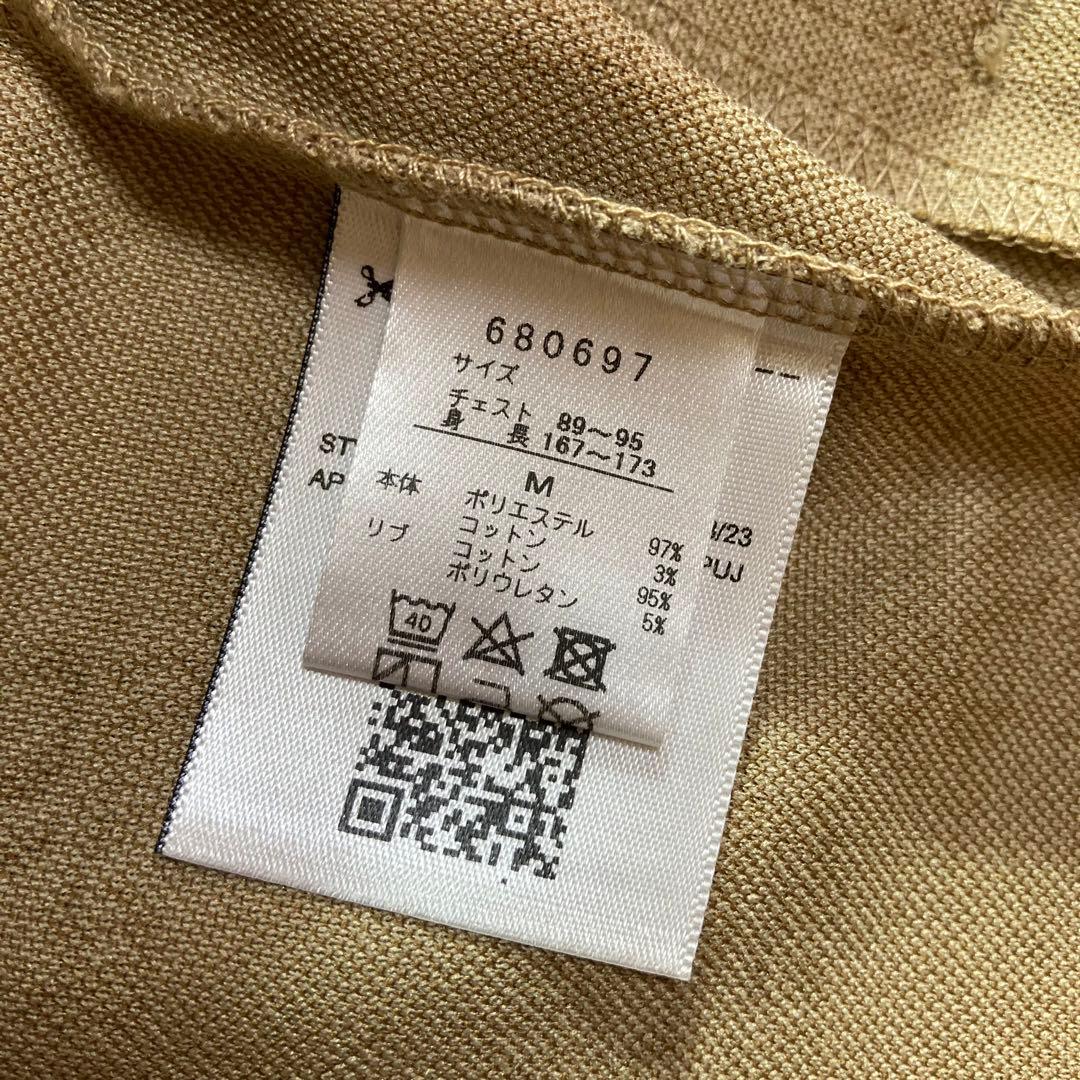 680697
サイズ
チェスト 89～95
身 長 167～173
M
本体 ポリエステル 97%
コットン 3%
リブ コットン 95%
ポリウレタン 5%
40
ST
AP
/23
PUJ